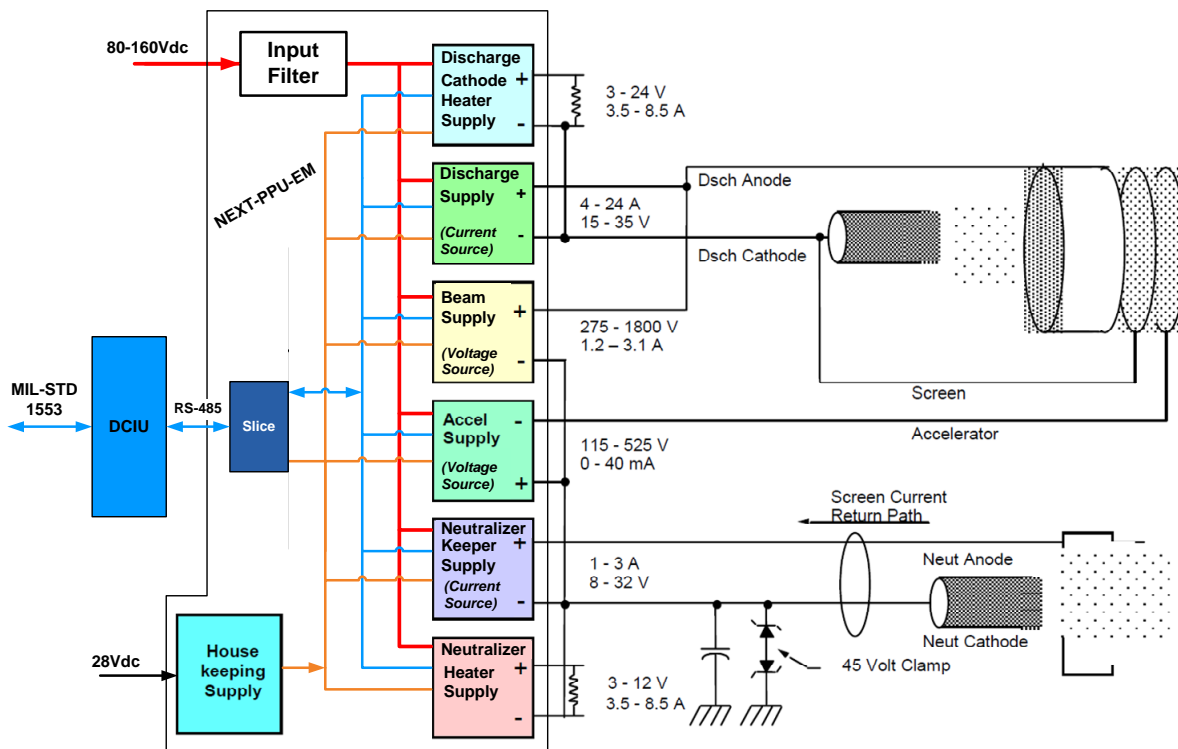 80-160Vdc
Input
Filter
NEXT-PPU-EM
Discharge
Cathode +
Heater
Supply -
3 - 24 V
3.5 - 8.5 A
Discharge
Supply +
(Current -
Source)
Dsch Anode
4 - 24 A
15 - 35 V
Dsch Cathode
Beam +
Supply
(Voltage -
Source)
275 - 1800 V
1.2 – 3.1 A
Screen
MIL-STD
1553
DCIU
RS-485
Slice
Accel -
Supply
(Voltage
Source) +
Accelerator
115 - 525 V
0 - 40 mA
Screen Current
Return Path
Neutralizer
Keeper +
Supply
(Current
Source) -
1 - 3 A
8 - 32 V
Neut Anode
Neut Cathode
45 Volt Clamp
28Vdc
House
keeping
Supply
Neutralizer
Heater +
Supply
-
3 - 12 V
3.5 - 8.5 A